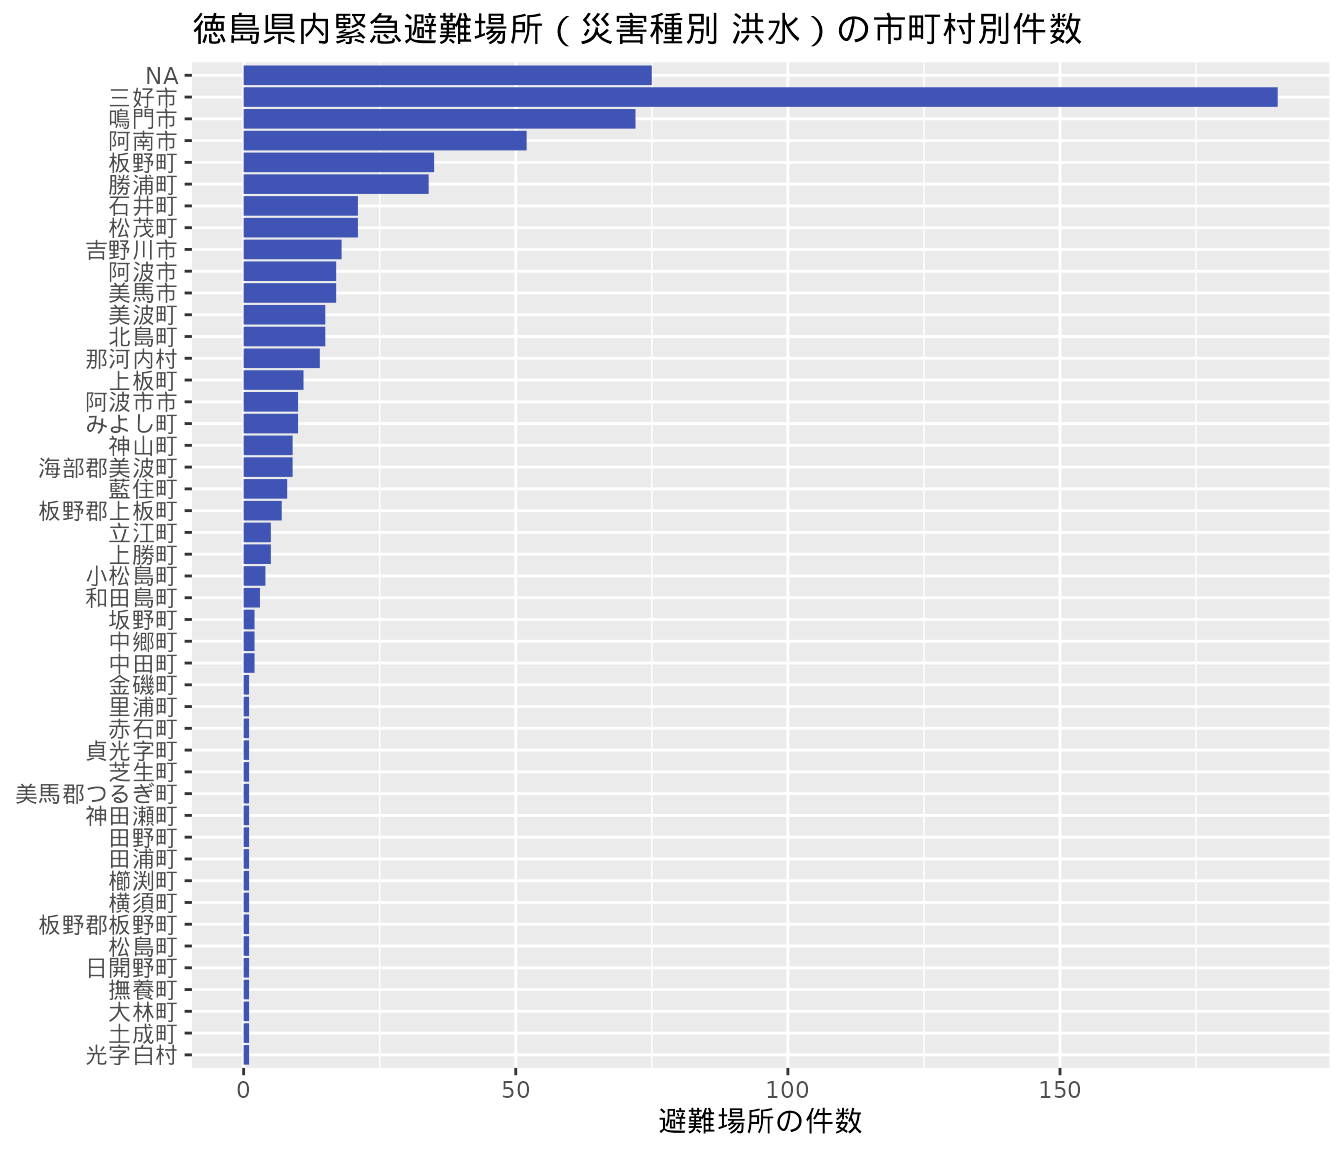 徳島県内緊急避難場所（災害種別 洪水）の市町村別件数
NA
三好市
鳴門市
阿南市
板野町
勝浦町
石井町
松茂町
吉野川市
阿波市
美馬市
美波町
北島町
那河内村
上板町
阿波市市
みよし町
神山町
海部郡美波町
藍住町
板野郡上板町
立江町
上勝町
小松島町
和田島町
坂野町
中郷町
中田町
金磯町
里浦町
赤石町
貞光字町
芝生町
美馬郡つるぎ町
神田瀬町
田野町
田浦町
櫛渕町
横須町
板野郡板野町
松島町
日開野町
撫養町
大林町
土成町
光字白村
0 50 100 150
避難場所の件数